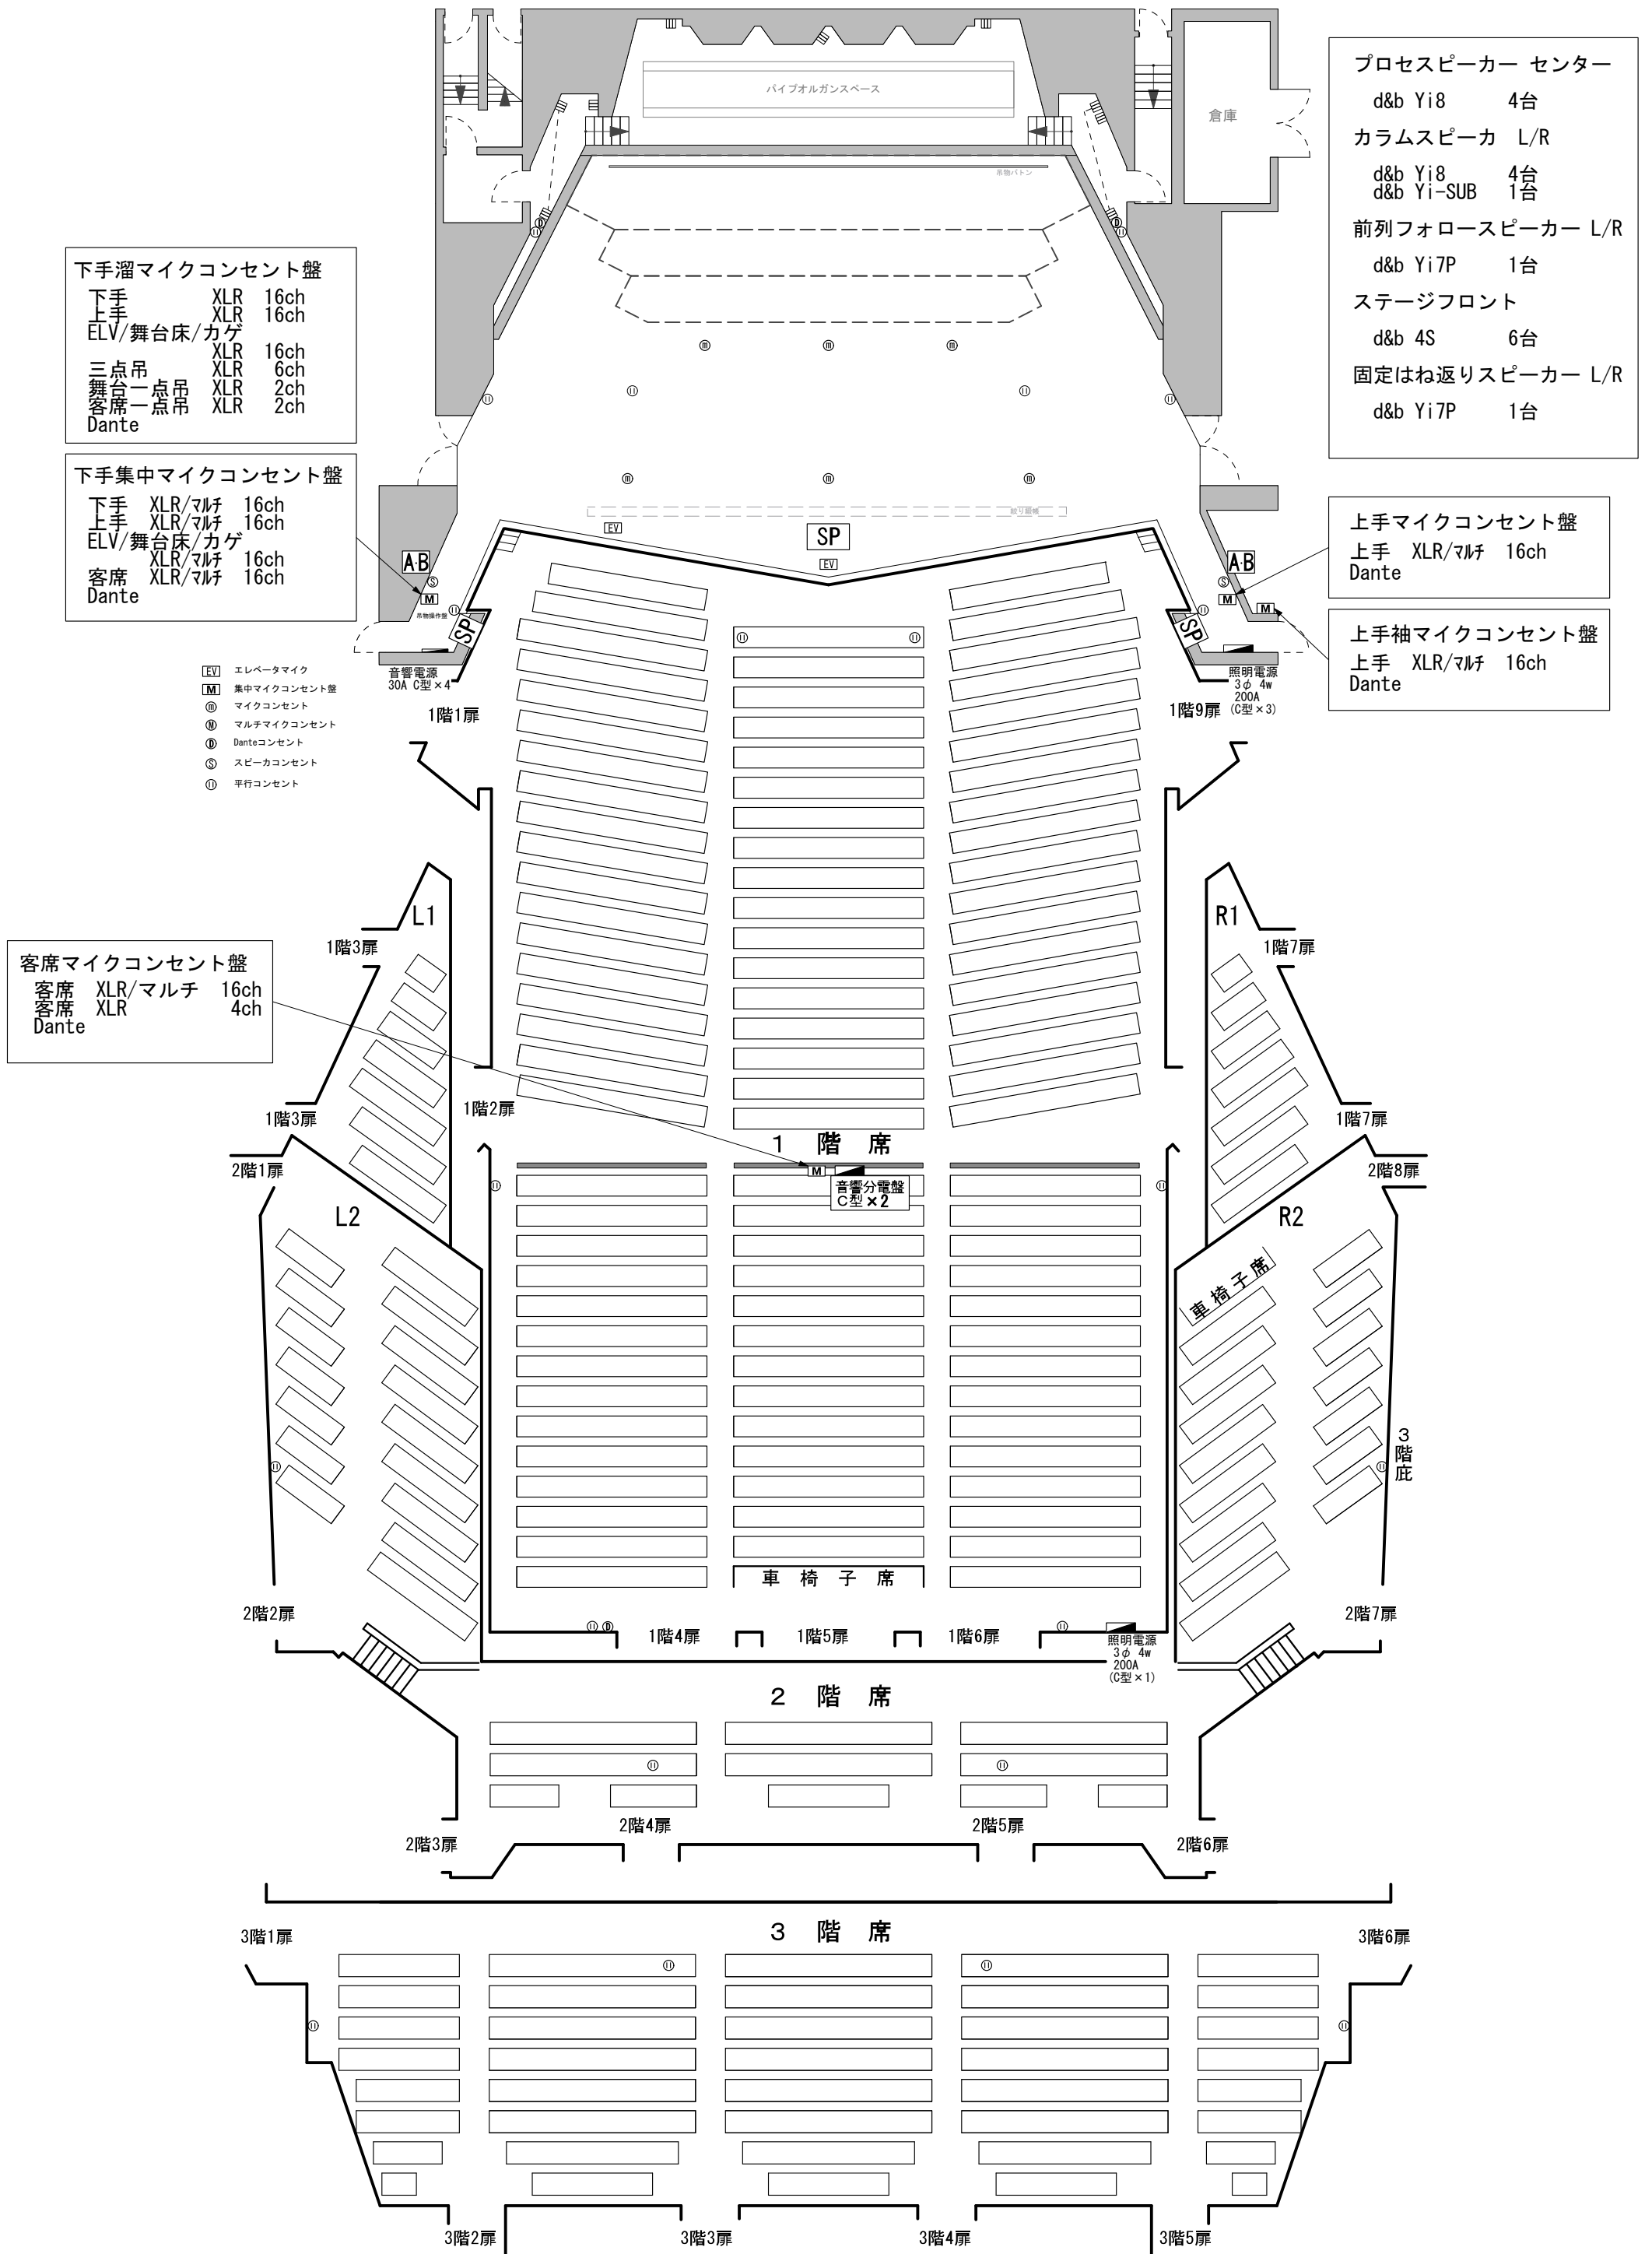 パイプオルガンスペース
倉庫
吊物バトン
プロセスピーカー センター
d&b Yi8 4台
カラムスピーカ L/R
d&b Yi8 4台
d&b Yi-SUB 1台
前列フォロースピーカー L/R
d&b Yi7P 1台
ステージフロント
d&b 4S 6台
固定はね返りスピーカー L/R
d&b Yi7P 1台
下手溜マイクコンセント盤
下手 XLR 16ch
上手 XLR 16ch
ELV/舞台床/カゲ
XLR 16ch
三点吊 XLR 6ch
舞台一点吊 XLR 2ch
客席一点吊 XLR 2ch
Dante
下手集中マイクコンセント盤
下手 XLR/ﾏﾙﾁ 16ch
上手 XLR/ﾏﾙﾁ 16ch
ELV/舞台床/カゲ
XLR/ﾏﾙﾁ 16ch
客席 XLR/ﾏﾙﾁ 16ch
Dante
上手マイクコンセント盤
上手 XLR/ﾏﾙﾁ 16ch
Dante
上手袖マイクコンセント盤
上手 XLR/ﾏﾙﾁ 16ch
Dante
絞り緞帳
EV
SP
EV
A·B
A·B
S
S
M
M
M
吊物操作盤
SP
SP
音響電源
30A C型×4
照明電源
3φ 4w
200A
(C型×3)
EV エレベータマイク
M 集中マイクコンセント盤
m マイクコンセント
M マルチマイクコンセント
D Danteコンセント
S スピーカコンセント
平行コンセント
1階1扉
1階9扉
L1
R1
1階3扉
1階7扉
客席マイクコンセント盤
客席 XLR/マルチ 16ch
客席 XLR 4ch
Dante
1階3扉
1階2扉
1階7扉
1 階 席
2階1扉
2階8扉
M
音響分電盤
C型×2
L2
R2
車椅子席
3階庇
車 椅 子 席
2階2扉
2階7扉
D
1階4扉
1階5扉
1階6扉
照明電源
3φ 4w
200A
(C型×1)
2 階 席
2階3扉
2階4扉
2階5扉
2階6扉
3階1扉
3 階 席
3階6扉
3階2扉
3階3扉
3階4扉
3階5扉